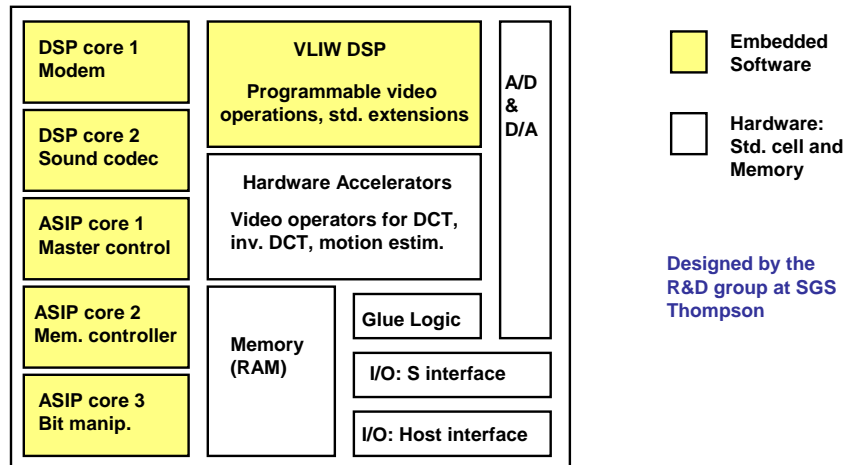 DSP core 1
Modem
DSP core 2
Sound codec
ASIP core 1
Master control
ASIP core 2
Mem. controller
ASIP core 3
Bit manip.
VLIW DSP
Programmable video
operations, std. extensions
Hardware Accelerators
Video operators for DCT,
inv. DCT, motion estim.
Memory
(RAM)
Glue Logic
I/O: S interface
I/O: Host interface
A/D
&
D/A
Embedded
Software
Hardware:
Std. cell and
Memory
Designed by the
R&D group at SGS
Thompson